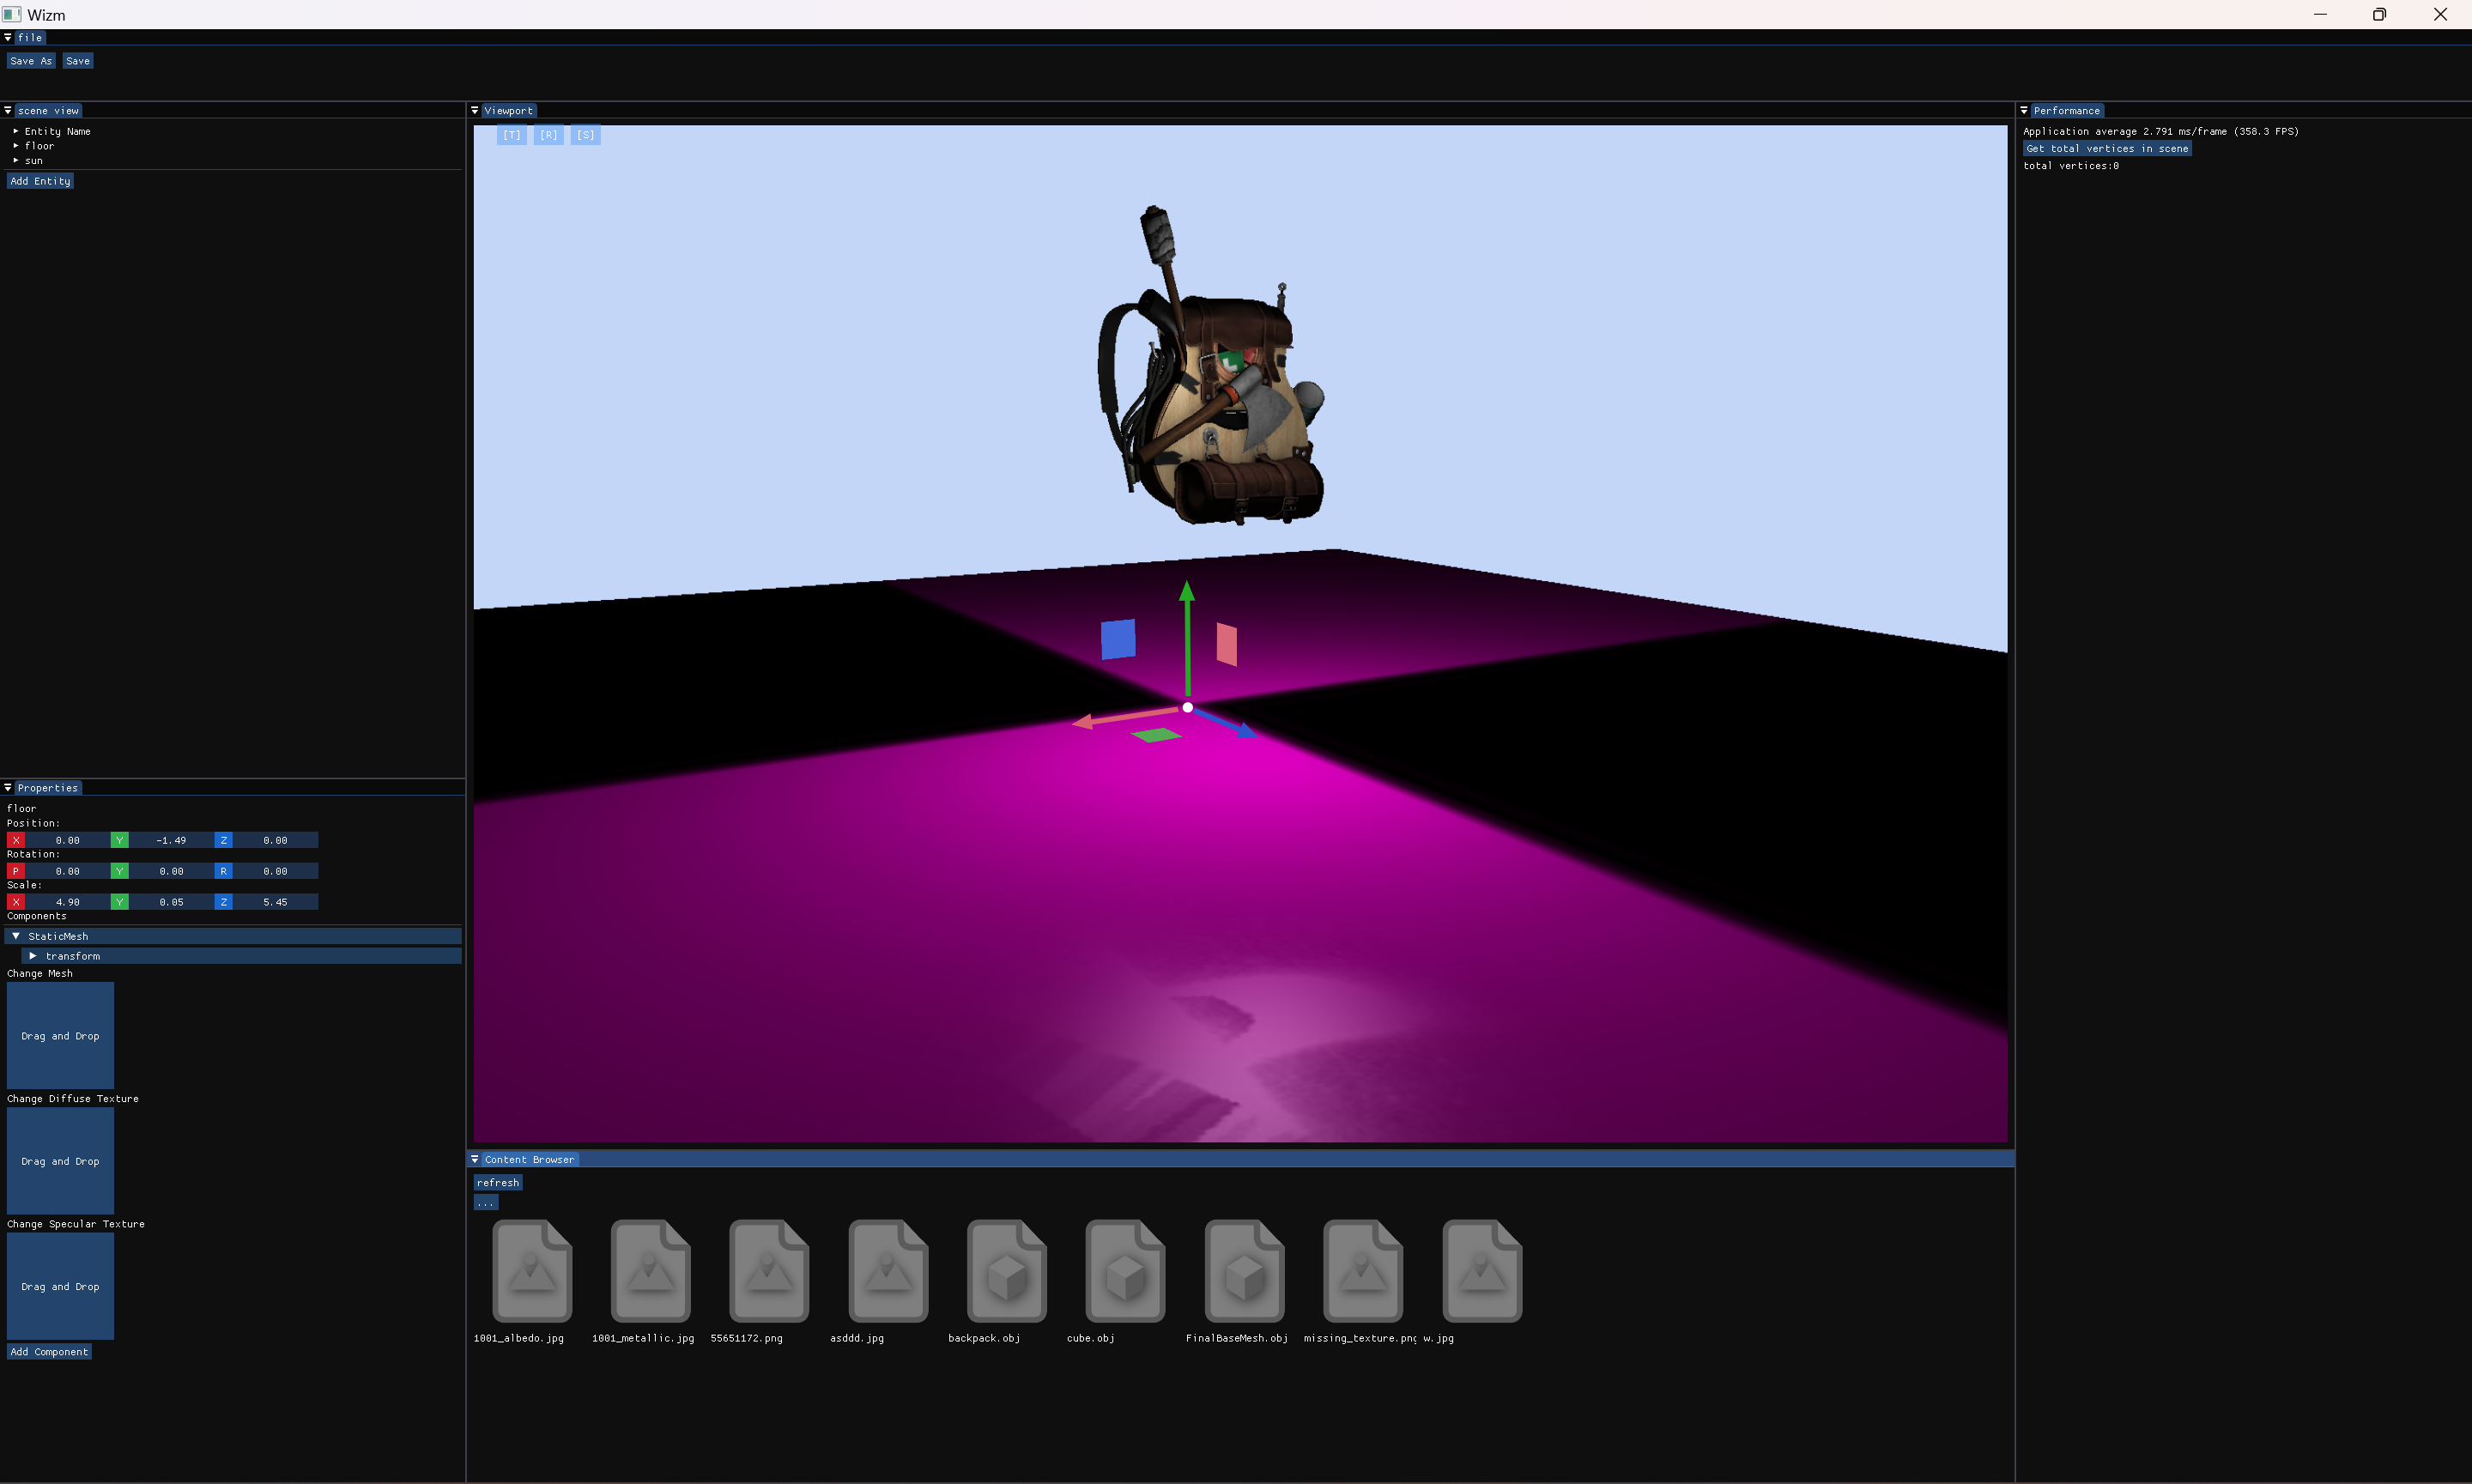 Wizm
file
Save As Save
scene view
Entity Name
floor
sun
Add Entity
Viewport
[T] [R] [S]
Performance
Application average 2.791 ms/frame (358.3 FPS)
Get total vertices in scene
total vertices:0
Properties
floor
Position:
X 0.00 Y -1.49 Z 0.00
Rotation:
P 0.00 Y 0.00 R 0.00
Scale:
X 4.90 Y 0.05 Z 5.45
Components
StaticMesh
transform
Change Mesh
Drag and Drop
Change Diffuse Texture
Drag and Drop
Change Specular Texture
Drag and Drop
Add Component
Content Browser
refresh
...
1001_albedo.jpg 1001_metallic.jpg 55651172.png asddd.jpg backpack.obj cube.obj FinalBaseMesh.obj missing_texture.png w.jpg